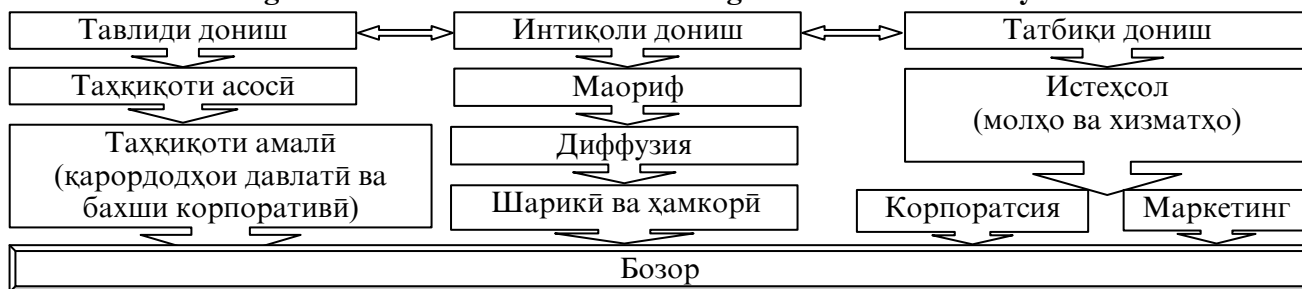 Тавлиди дониш
Интиқоли дониш
Татбиқи дониш
Таҳқиқоти асосӣ
Маориф
Истеҳсол
(молҳо ва хизматҳо)
Таҳқиқоти амалӣ
(қарордодҳои давлатӣ ва
бахши корпоративӣ)
Диффузия
Шарикӣ ва ҳамкорӣ
Корпоратсия
Маркетинг
Бозор